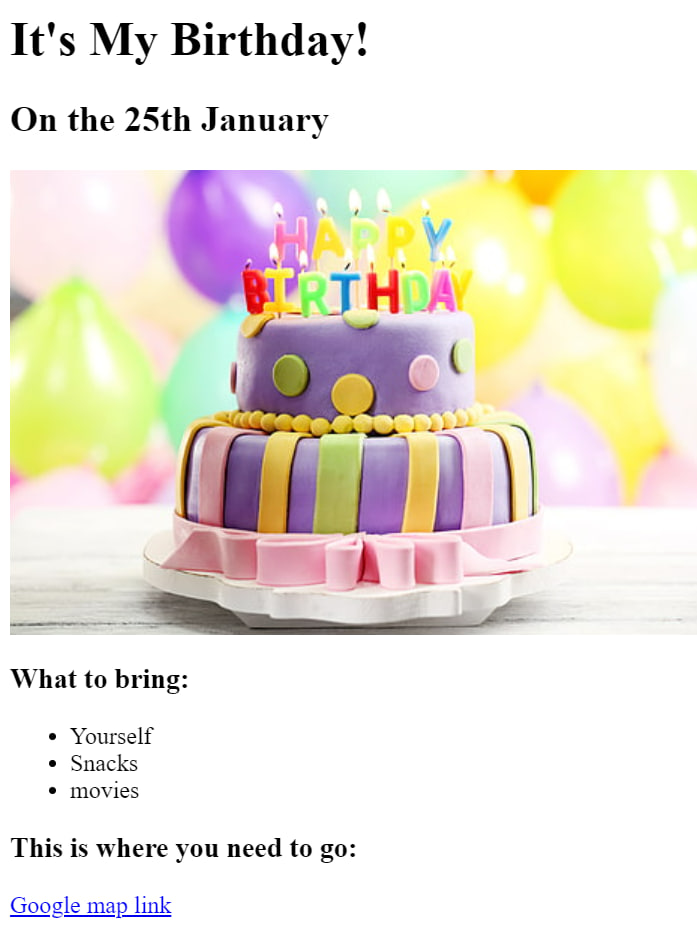 It's My Birthday!
On the 25th January
HAPPY
BIRTHDAY
What to bring:
Yourself
Snacks
movies
This is where you need to go:
Google map link